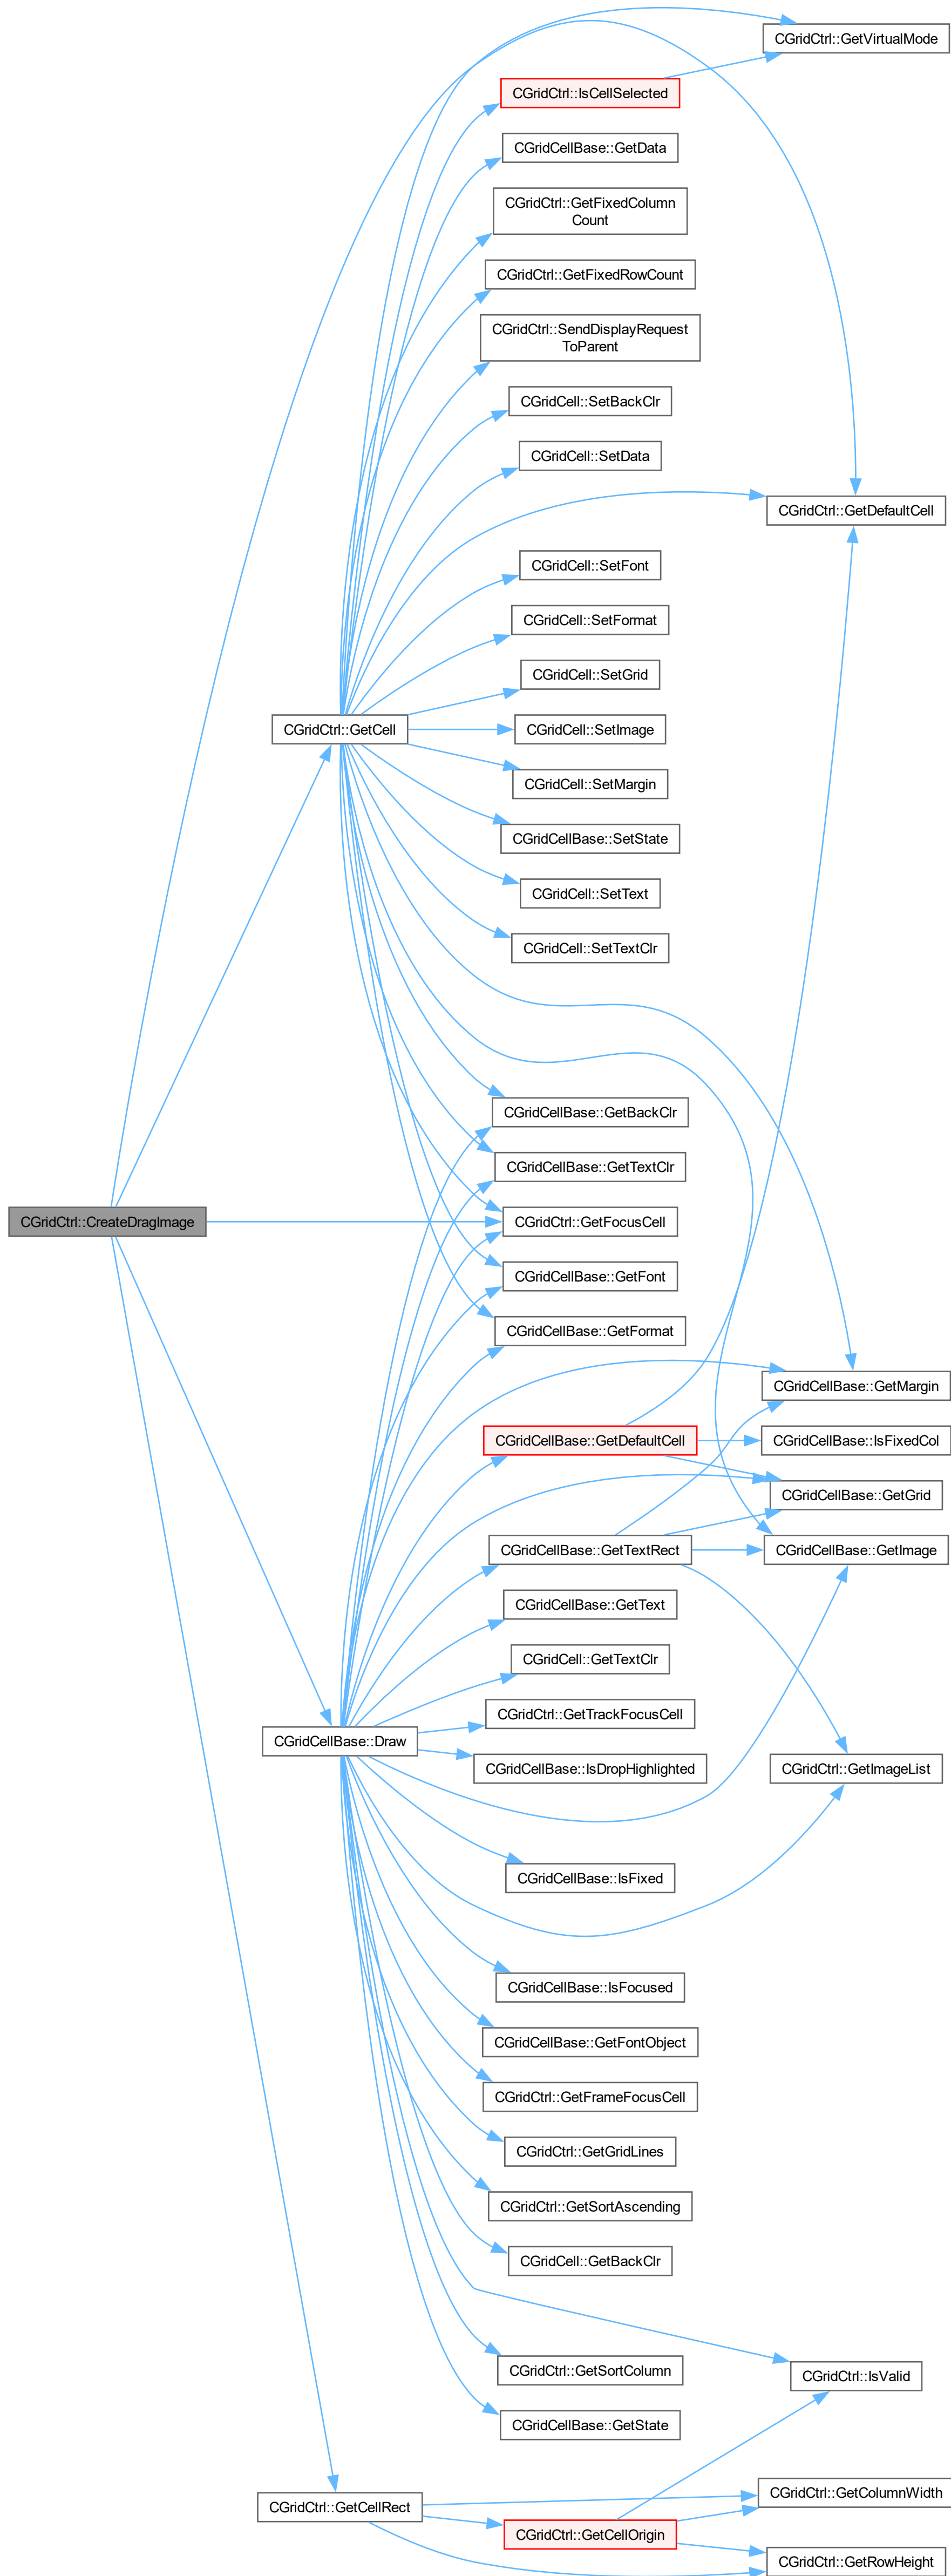 CGridCtrl::GetVirtualMode
CGridCtrl::IsCellSelected
CGridCellBase::GetData
CGridCtrl::GetFixedColumn
Count
CGridCtrl::GetFixedRowCount
CGridCtrl::SendDisplayRequest
ToParent
CGridCell::SetBackClr
CGridCell::SetData
CGridCtrl::GetDefaultCell
CGridCell::SetFont
CGridCell::SetFormat
CGridCell::SetGrid
CGridCtrl::GetCell
CGridCell::SetImage
CGridCell::SetMargin
CGridCellBase::SetState
CGridCell::SetText
CGridCell::SetTextClr
CGridCellBase::GetBackClr
CGridCellBase::GetTextClr
CGridCtrl::CreateDragImage
CGridCtrl::GetFocusCell
CGridCellBase::GetFont
CGridCellBase::GetFormat
CGridCellBase::GetMargin
CGridCellBase::GetDefaultCell
CGridCellBase::IsFixedCol
CGridCellBase::GetGrid
CGridCellBase::GetTextRect
CGridCellBase::GetImage
CGridCellBase::GetText
CGridCell::GetTextClr
CGridCtrl::GetTrackFocusCell
CGridCellBase::Draw
CGridCellBase::IsDropHighlighted
CGridCtrl::GetImageList
CGridCellBase::IsFixed
CGridCellBase::IsFocused
CGridCellBase::GetFontObject
CGridCtrl::GetFrameFocusCell
CGridCtrl::GetGridLines
CGridCtrl::GetSortAscending
CGridCell::GetBackClr
CGridCtrl::GetSortColumn
CGridCtrl::IsValid
CGridCellBase::GetState
CGridCtrl::GetColumnWidth
CGridCtrl::GetCellRect
CGridCtrl::GetCellOrigin
CGridCtrl::GetRowHeight